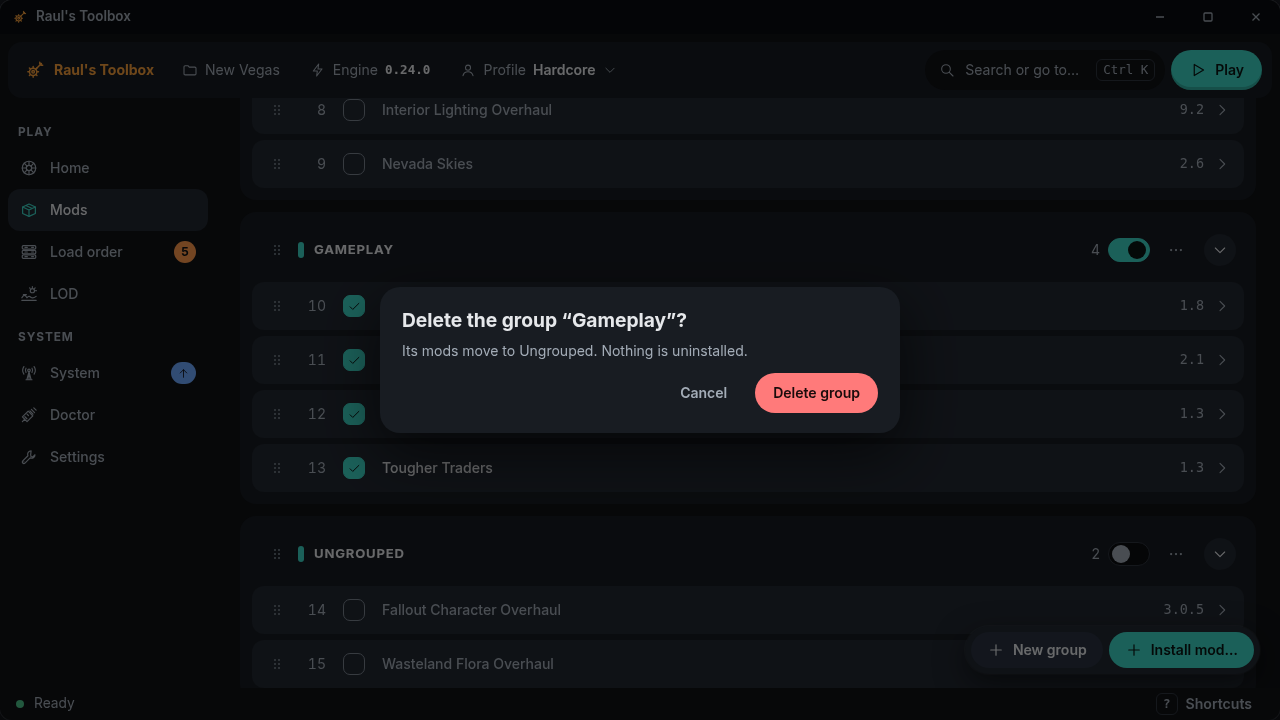 Raul's Toolbox
Raul's Toolbox New Vegas Engine 0.24.0 Profile Hardcore Search or go to... Ctrl K Play
PLAY
Home
Mods
Load order 5
LOD
SYSTEM
System
Doctor
Settings
8 Interior Lighting Overhaul 9.2
9 Nevada Skies 2.6
GAMEPLAY 4
10 1.8
11 2.1
12 1.3
13 Tougher Traders 1.3
Delete the group “Gameplay”?
Its mods move to Ungrouped. Nothing is uninstalled.
Cancel Delete group
UNGROUPED 2
14 Fallout Character Overhaul 3.0.5
15 Wasteland Flora Overhaul
New group Install mod...
Ready ? Shortcuts